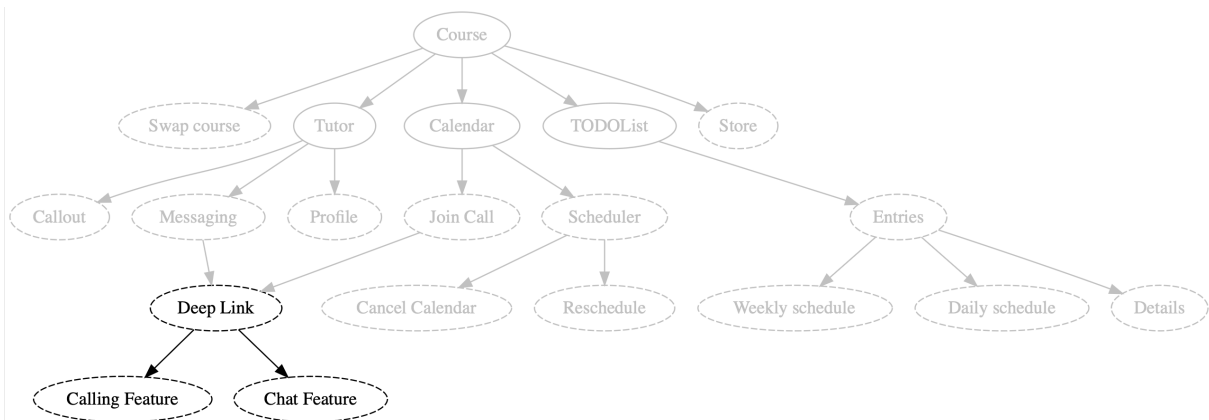 Course
Swap course
Tutor
Calendar
TODOList
Store
Callout
Messaging
Profile
Join Call
Scheduler
Entries
Deep Link
Cancel Calendar
Reschedule
Weekly schedule
Daily schedule
Details
Calling Feature
Chat Feature